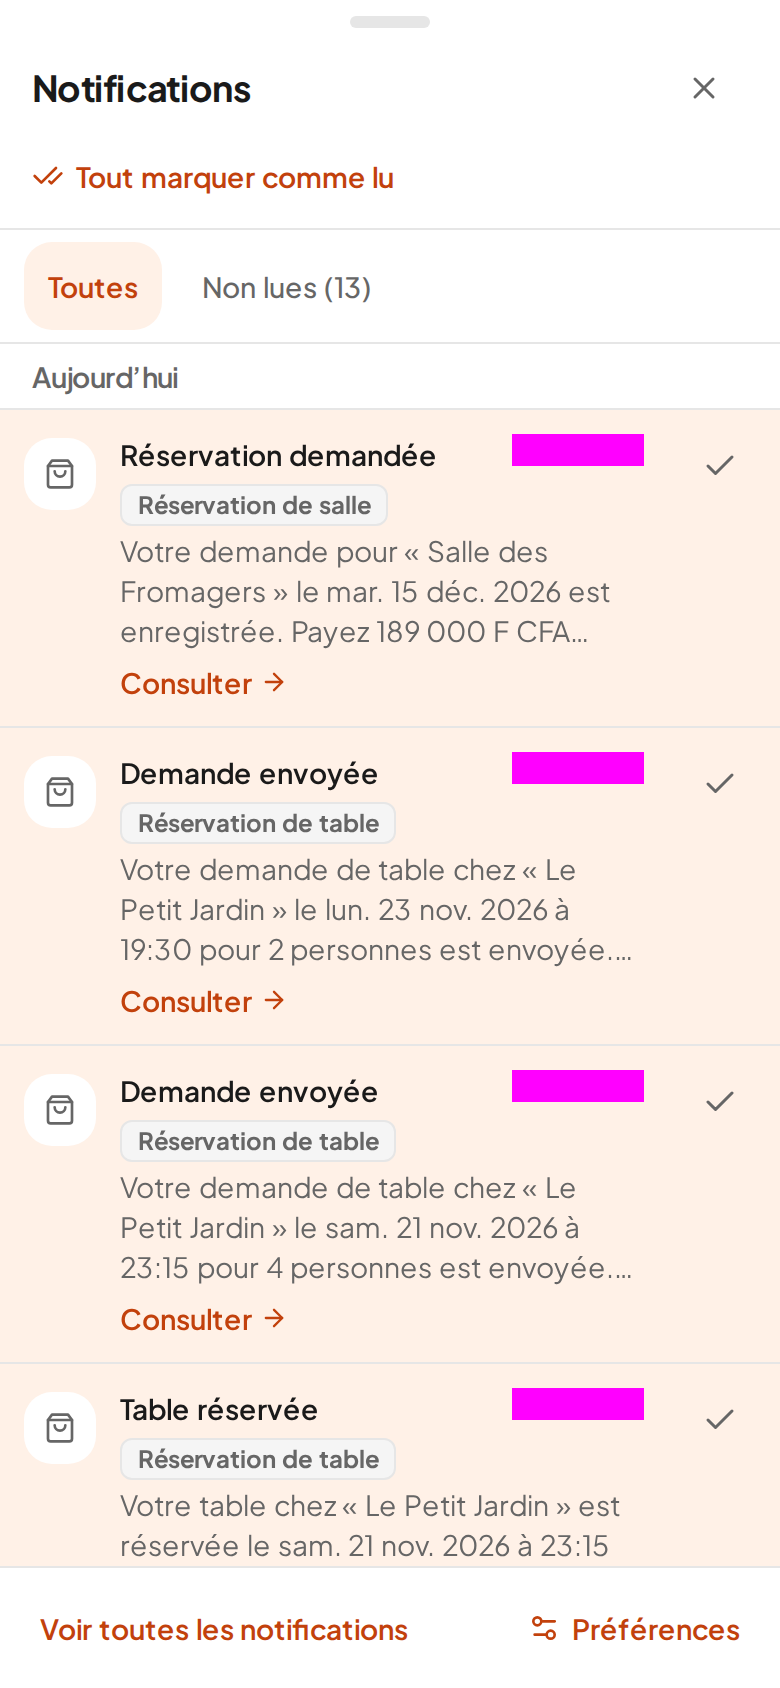 Notifications
Tout marquer comme lu
Toutes
Non lues (13)
Aujourd’hui
Réservation demandée
Réservation de salle
Votre demande pour « Salle des
Fromagers » le mar. 15 déc. 2026 est
enregistrée. Payez 189 000 F CFA…
Consulter
Demande envoyée
Réservation de table
Votre demande de table chez « Le
Petit Jardin » le lun. 23 nov. 2026 à
19:30 pour 2 personnes est envoyée.…
Consulter
Demande envoyée
Réservation de table
Votre demande de table chez « Le
Petit Jardin » le sam. 21 nov. 2026 à
23:15 pour 4 personnes est envoyée.…
Consulter
Table réservée
Réservation de table
Votre table chez « Le Petit Jardin » est
réservée le sam. 21 nov. 2026 à 23:15
Voir toutes les notifications
Préférences